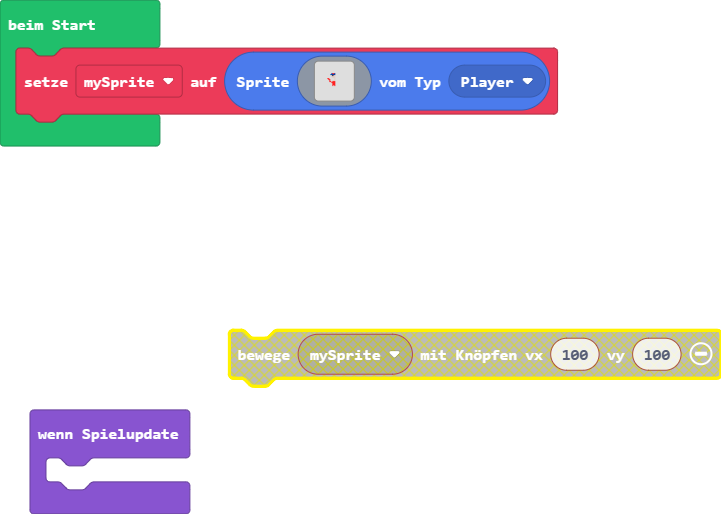 beim Start
setze mySprite auf Sprite vom Typ Player
bewege mySprite mit Knöpfen vx 100 vy 100
wenn Spielupdate